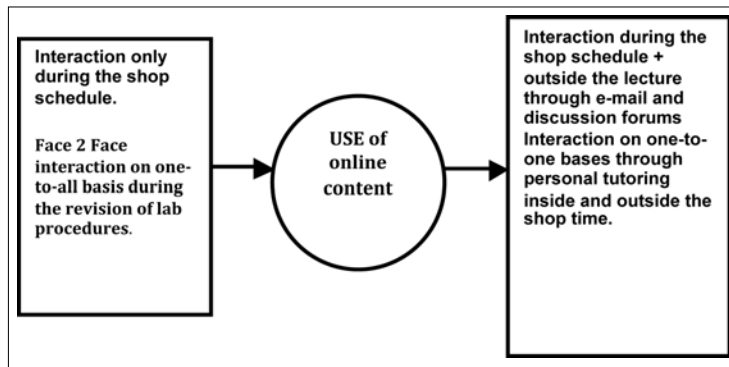 Interaction only
during the shop
schedule.
Face 2 Face
interaction on one-
to-all basis during
the revision of lab
procedures.
USE of
online
content
Interaction during the
shop schedule +
outside the lecture
through e-mail and
discussion forums
Interaction on one-to-
one bases through
personal tutoring
inside and outside the
shop time.